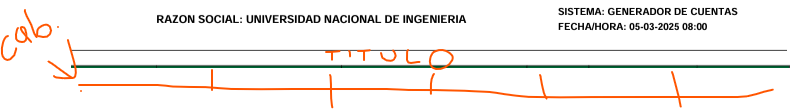 SISTEMA: GENERADOR DE CUENTAS
RAZON SOCIAL: UNIVERSIDAD NACIONAL DE INGENIERIA
FECHA/HORA: 05-03-2025 08:00
Cab.
TITULO